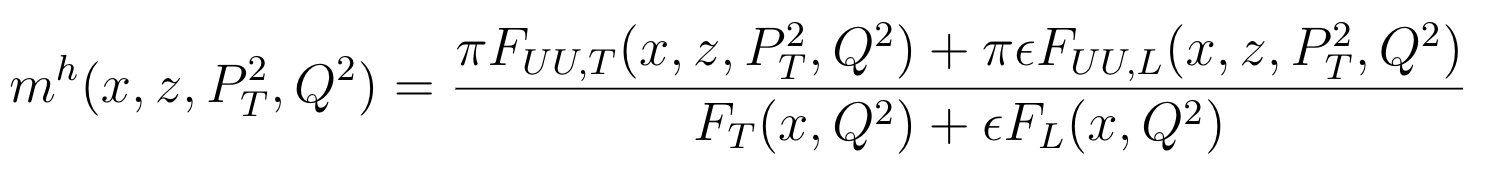 m^h(x, z, P_T^2, Q^2) = \frac{\pi F_{UU,T}(x, z, P_T^2, Q^2) + \pi \epsilon F_{UU,L}(x, z, P_T^2, Q^2)}{F_T(x, Q^2) + \epsilon F_L(x, Q^2)}